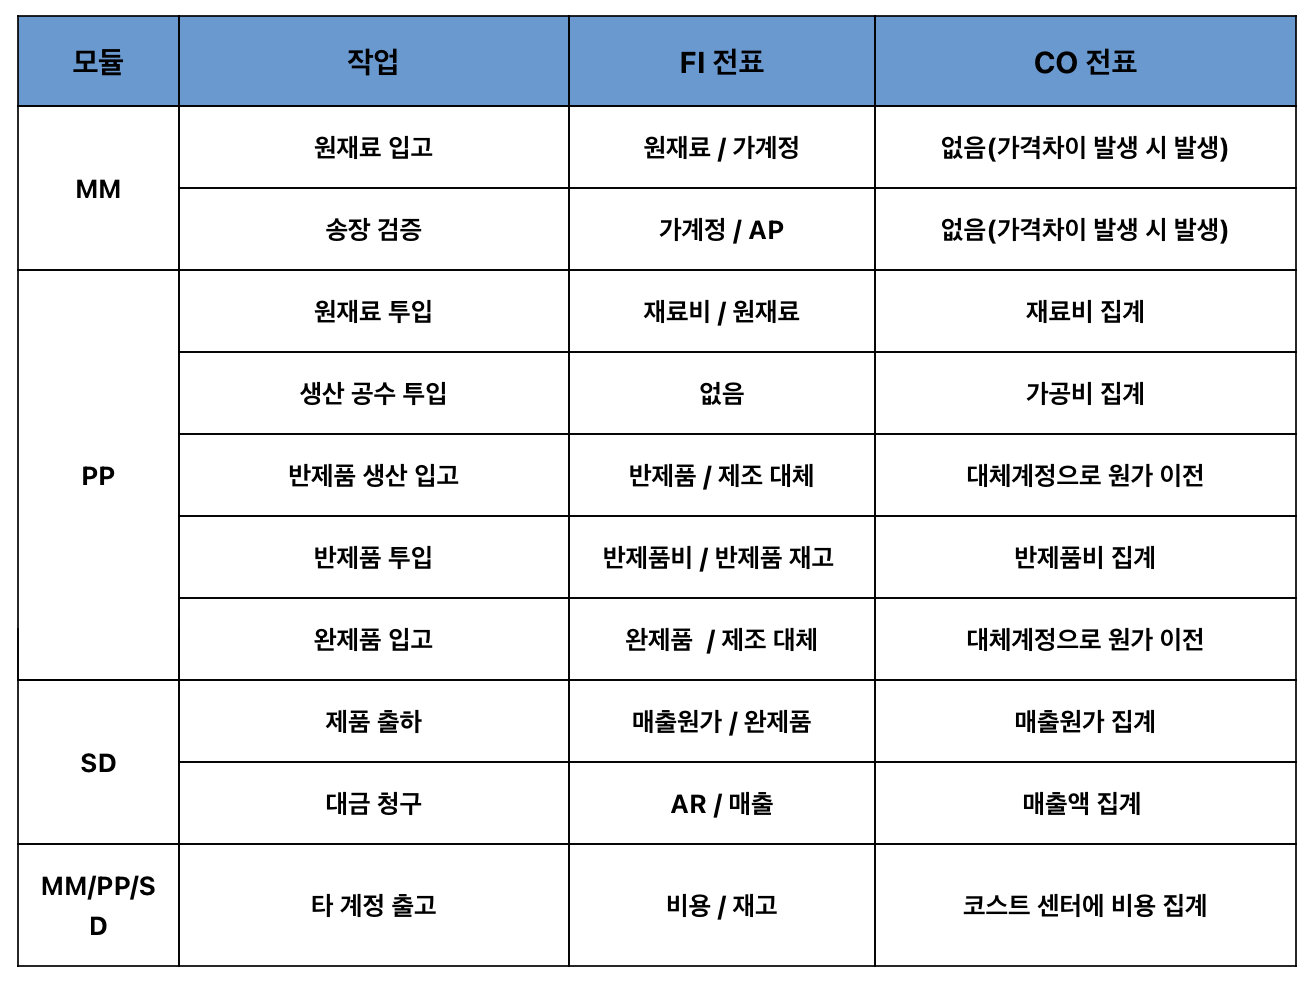 모듈 작업 FI 전표 CO 전표
MM
원재료 입고 원재료 / 가계정 없음(가격차이 발생 시 발생)
송장 검증 가계정 / AP 없음(가격차이 발생 시 발생)
PP
원재료 투입 재료비 / 원재료 재료비 집계
생산 공수 투입 없음 가공비 집계
반제품 생산 입고 반제품 / 제조 대체 대체계정으로 원가 이전
반제품 투입 반제품비 / 반제품 재고 반제품비 집계
완제품 입고 완제품 / 제조 대체 대체계정으로 원가 이전
SD
제품 출하 매출원가 / 완제품 매출원가 집계
대금 청구 AR / 매출 매출액 집계
MM/PP/S
D
타 계정 출고 비용 / 재고 코스트 센터에 비용 집계